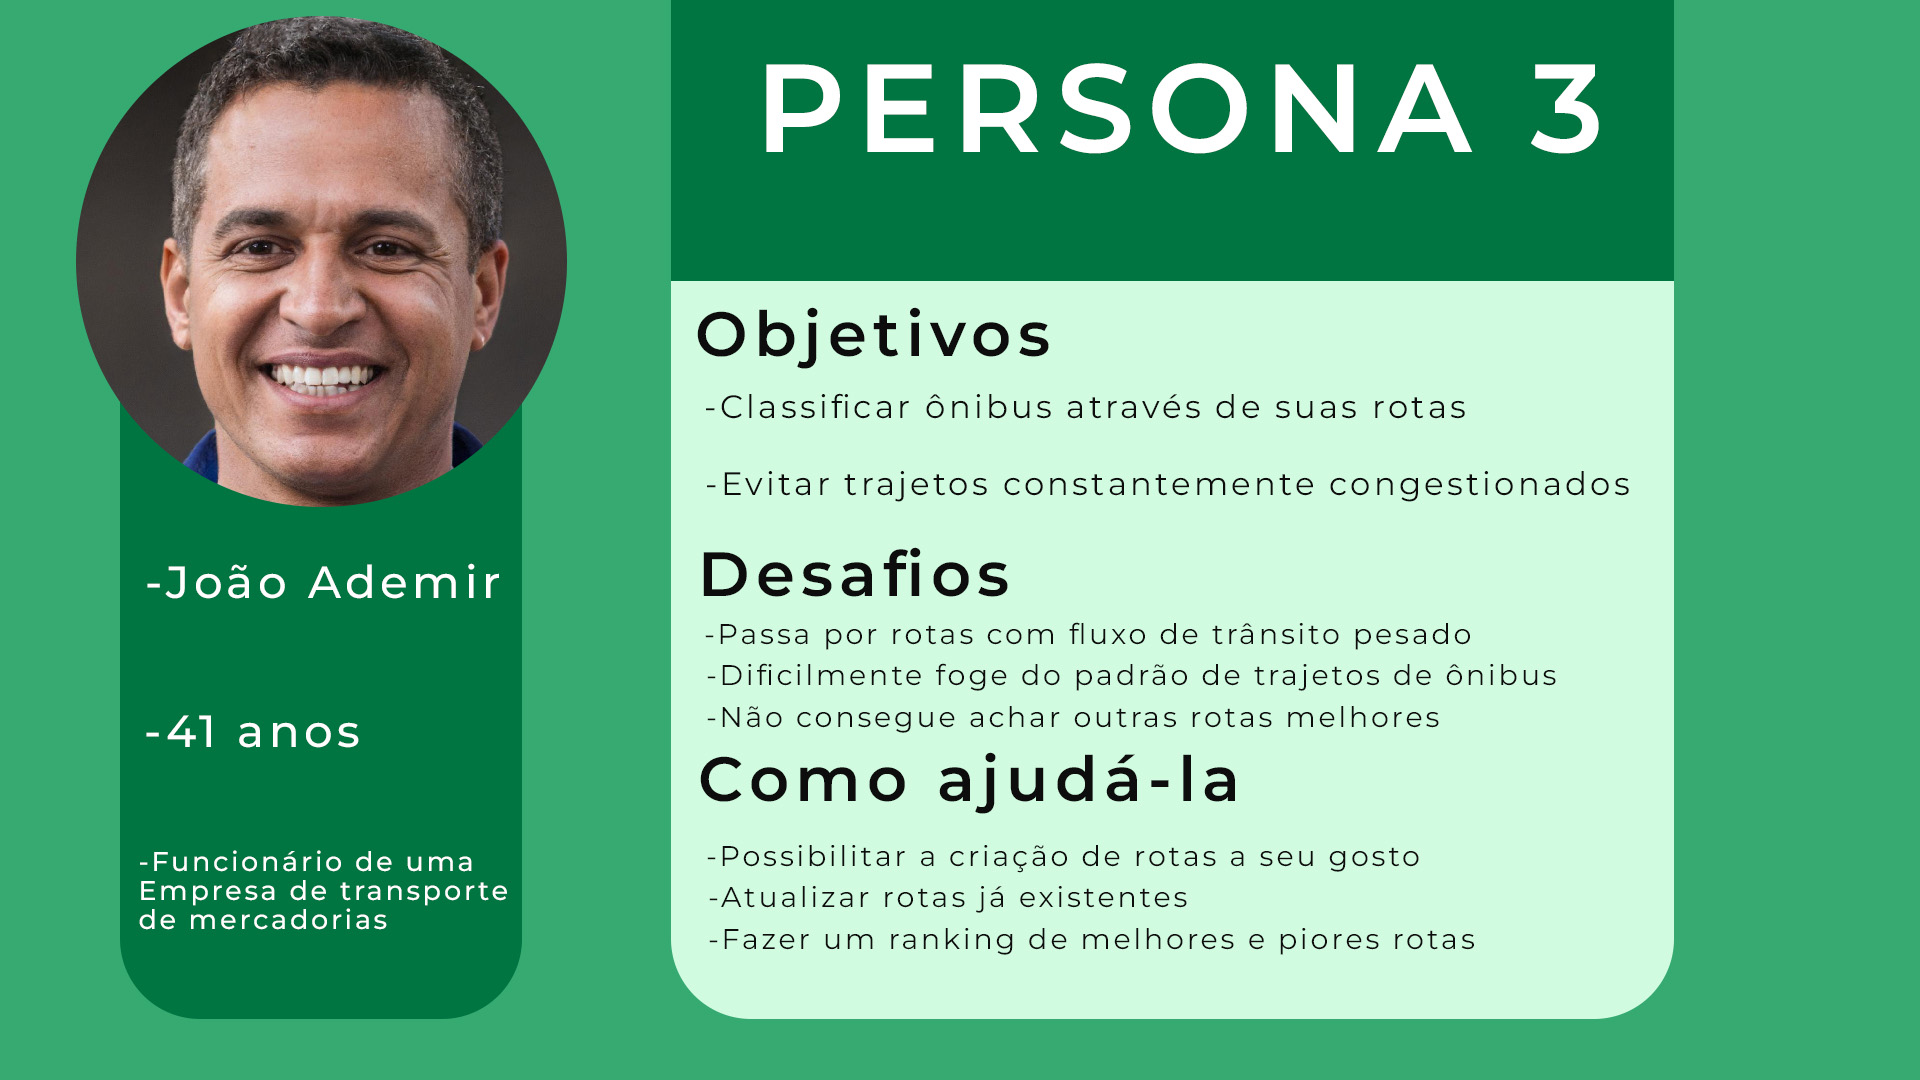 PERSONA 3
-João Ademir
-41 anos
-Funcionário de uma
Empresa de transporte
de mercadorias
Objetivos
-Classificar ônibus através de suas rotas
-Evitar trajetos constantemente congestionados
Desafios
-Passa por rotas com fluxo de trânsito pesado
-Dificilmente foge do padrão de trajetos de ônibus
-Não consegue achar outras rotas melhores
Como ajudá-la
-Possibilitar a criação de rotas a seu gosto
-Atualizar rotas já existentes
-Fazer um ranking de melhores e piores rotas